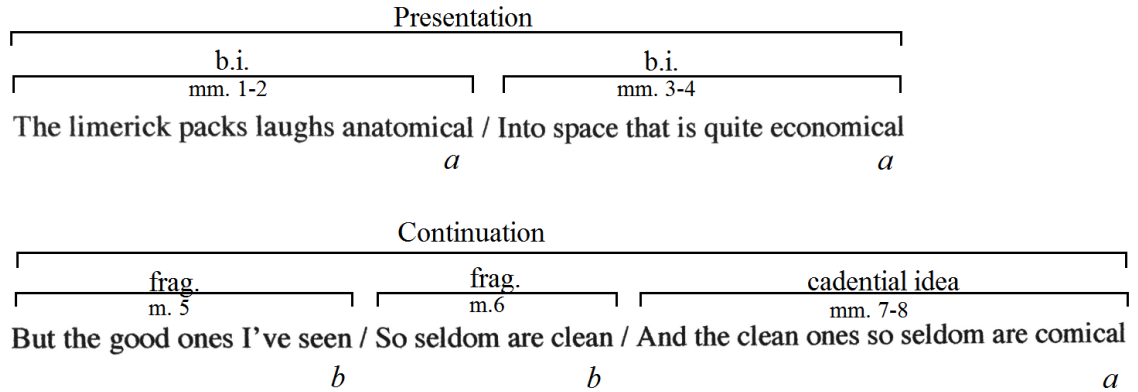 Presentation
b.i. b.i.
mm. 1-2 mm. 3-4
The limerick packs laughs anatomical / Into space that is quite economical
a a
Continuation
frag. frag. cadential idea
m. 5 m.6 mm. 7-8
But the good ones I've seen / So seldom are clean / And the clean ones so seldom are comical
b b a